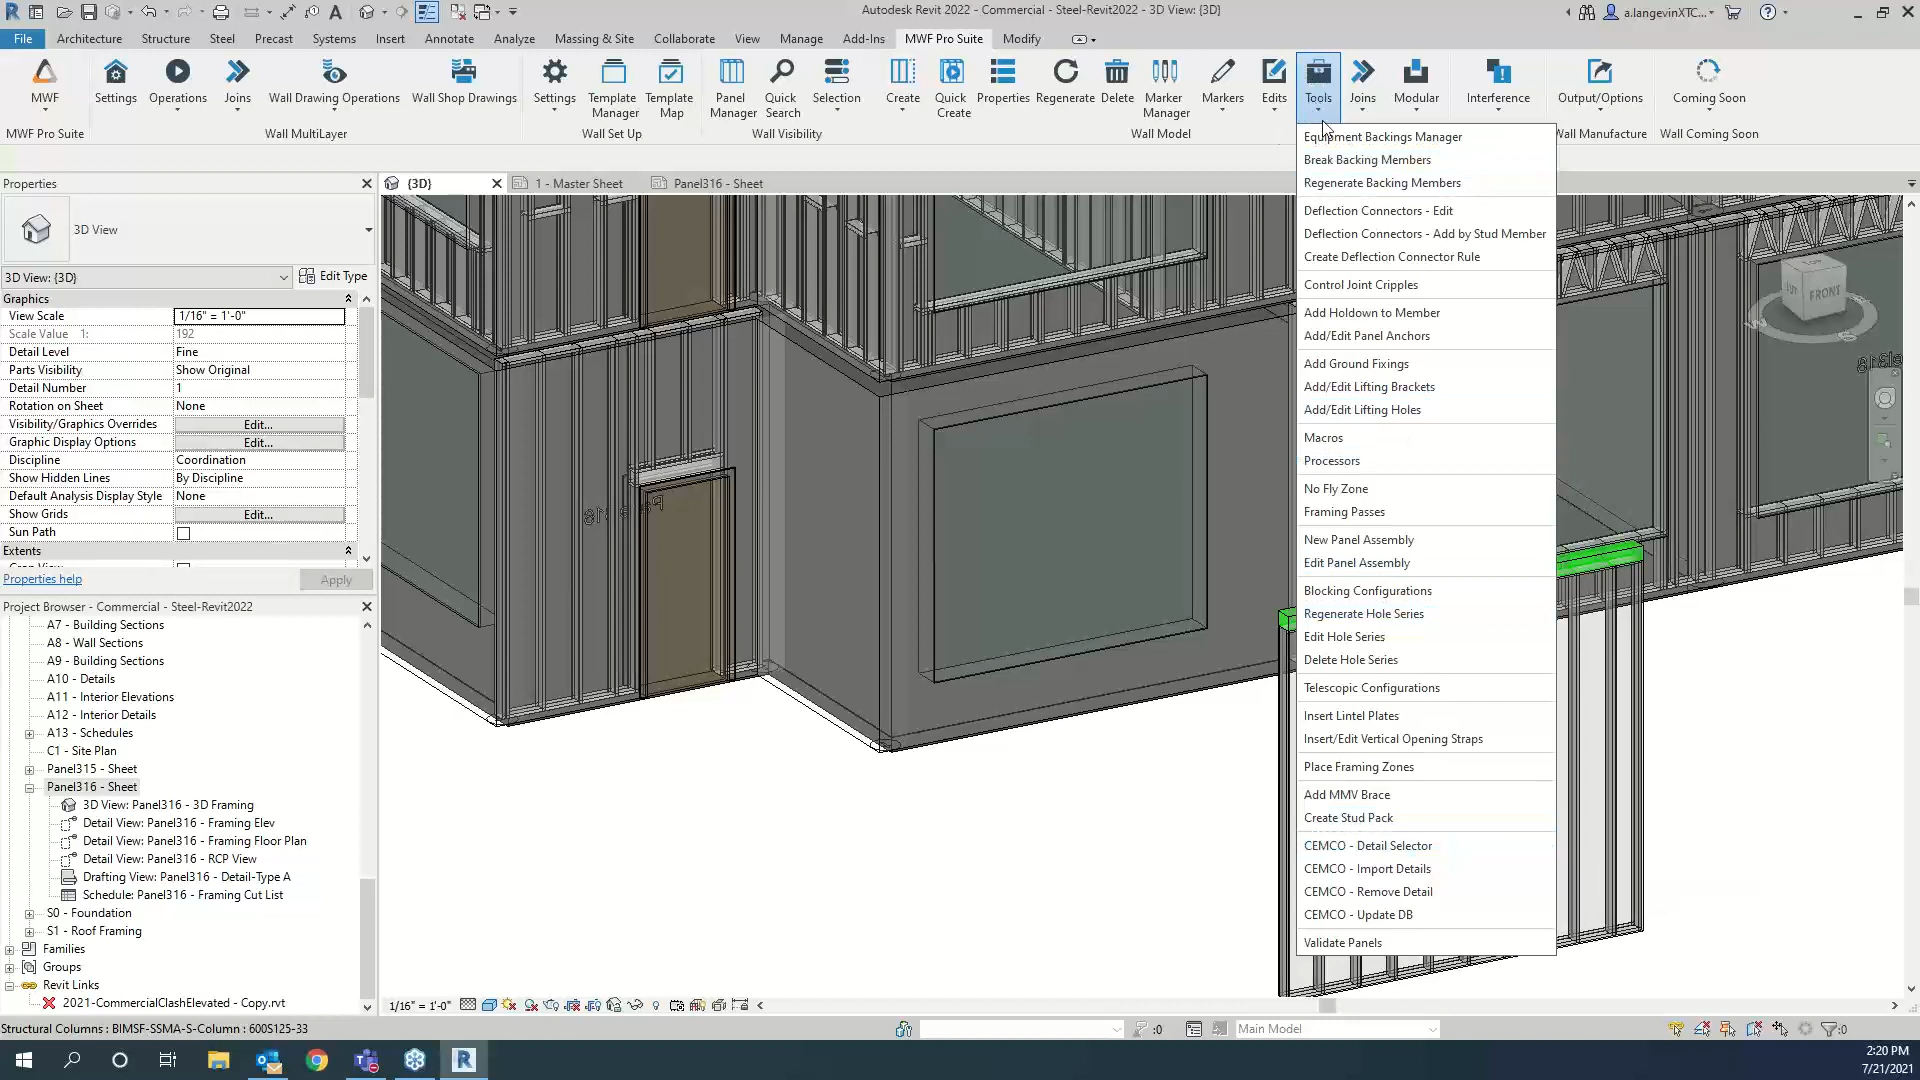 Autodesk Revit 2022 - Commercial - Steel-Revit2022 - 3D View: {3D}
a.langevinXTC...
File Architecture Structure Steel Precast Systems Insert Annotate Analyze Massing & Site Collaborate View Manage Add-Ins MWF Pro Suite Modify
MWF Settings Operations Joins Wall Drawing Operations Wall Shop Drawings Settings Template Manager Template Map Panel Manager Quick Search Selection Create Quick Create Properties Regenerate Delete Marker Manager Markers Edits Tools Joins Modular Interference Output/Options Coming Soon
MWF Pro Suite Wall MultiLayer Wall Set Up Wall Visibility Wall Model Wall Manufacture Wall Coming Soon
Properties
{3D} 1 - Master Sheet Panel316 - Sheet
3D View
3D View: {3D} Edit Type
Graphics
View Scale 1/16" = 1'-0"
Scale Value 1: 192
Detail Level Fine
Parts Visibility Show Original
Detail Number 1
Rotation on Sheet None
Visibility/Graphics Overrides Edit...
Graphic Display Options Edit...
Discipline Coordination
Show Hidden Lines By Discipline
Default Analysis Display Style None
Show Grids Edit...
Sun Path
Extents
Properties help Apply
Project Browser - Commercial - Steel-Revit2022
A7 - Building Sections
A8 - Wall Sections
A9 - Building Sections
A10 - Details
A11 - Interior Elevations
A12 - Interior Details
A13 - Schedules
C1 - Site Plan
Panel315 - Sheet
Panel316 - Sheet
3D View: Panel316 - 3D Framing
Detail View: Panel316 - Framing Elev
Detail View: Panel316 - Framing Floor Plan
Detail View: Panel316 - RCP View
Drafting View: Panel316 - Detail-Type A
Schedule: Panel316 - Framing Cut List
S0 - Foundation
S1 - Roof Framing
Families
Groups
Revit Links
2021-CommercialClashElevated - Copy.rvt
Equipment Backings Manager
Break Backing Members
Regenerate Backing Members
Deflection Connectors - Edit
Deflection Connectors - Add by Stud Member
Create Deflection Connector Rule
Control Joint Cripples
Add Holdown to Member
Add/Edit Panel Anchors
Add Ground Fixings
Add/Edit Lifting Brackets
Add/Edit Lifting Holes
Macros
Processors
No Fly Zone
Framing Passes
New Panel Assembly
Edit Panel Assembly
Blocking Configurations
Regenerate Hole Series
Edit Hole Series
Delete Hole Series
Telescopic Configurations
Insert Lintel Plates
Insert/Edit Vertical Opening Straps
Place Framing Zones
Add MMV Brace
Create Stud Pack
CEMCO - Detail Selector
CEMCO - Import Details
CEMCO - Remove Detail
CEMCO - Update DB
Validate Panels
FRONT
W
1/16" = 1'-0"
Structural Columns : BIMSF-SSMA-S-Column : 600S125-33
:0 Main Model :0
2:20 PM
7/21/2021